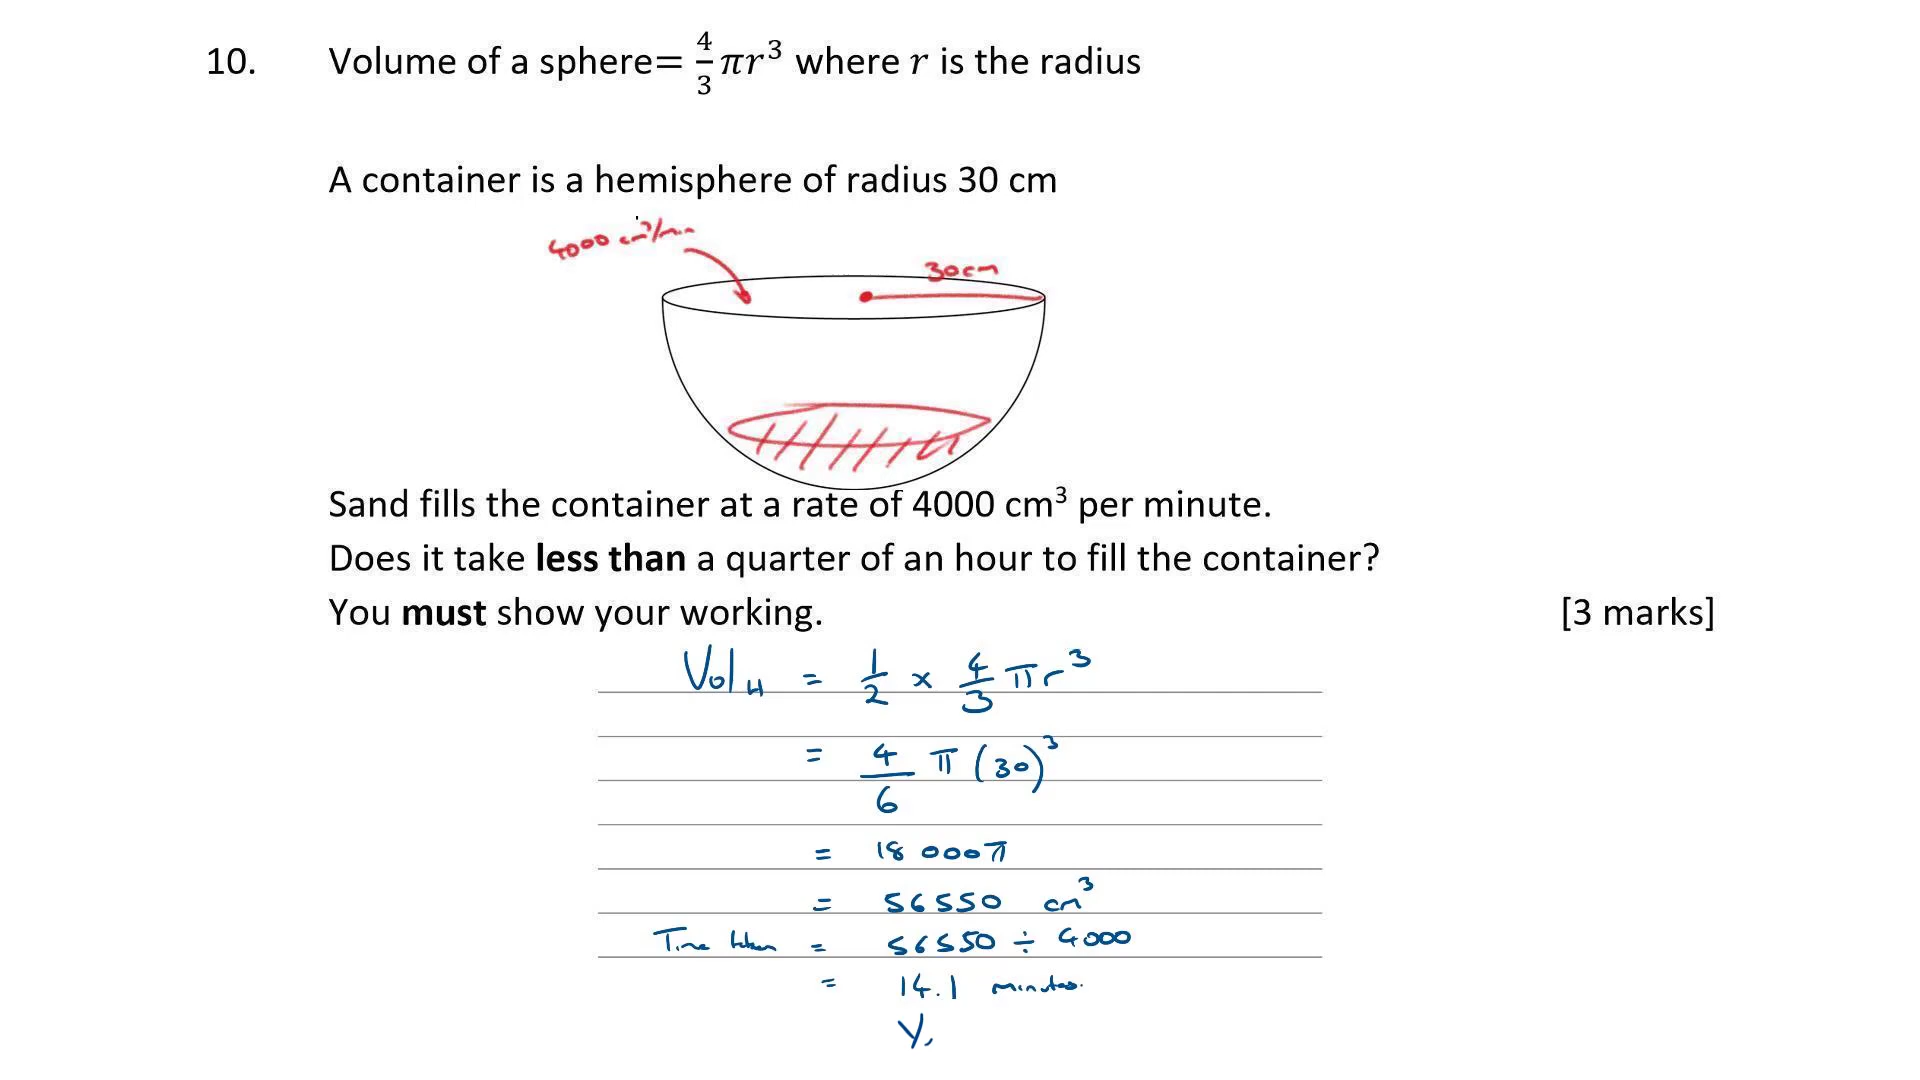 10. Volume of a sphere= 4/3 πr³ where r is the radius
A container is a hemisphere of radius 30 cm
4000 cm³/min
30cm
Sand fills the container at a rate of 4000 cm³ per minute.
Does it take less than a quarter of an hour to fill the container?
You must show your working. [3 marks]
Vol H = 1/2 × 4/3 πr³
= 4/6 π (30)³
= 18 000π
= 56550 cm³
Time taken = 56550 ÷ 4000
= 14.1 minutes.
Y